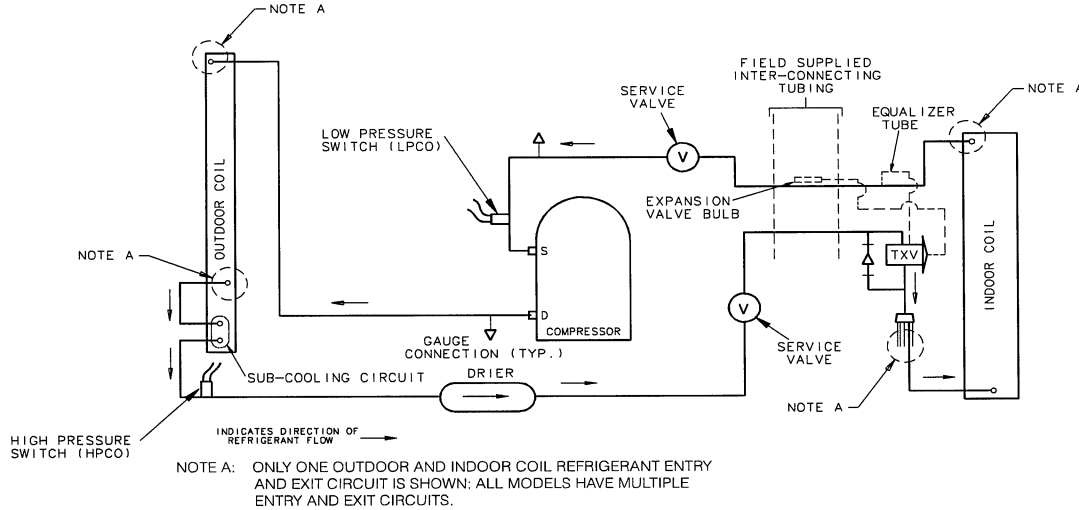 NOTE A
FIELD SUPPLIED
INTER-CONNECTING
TUBING
NOTE A
SERVICE
VALVE
EQUALIZER
TUBE
LOW PRESSURE
SWITCH (LPCO)
V
OUTDOOR COIL
EXPANSION
VALVE BULB
INDOOR COIL
NOTE A
S
TXV
V
D
COMPRESSOR
GAUGE
CONNECTION (TYP.)
SERVICE
VALVE
SUB-COOLING CIRCUIT
DRIER
NOTE A
HIGH PRESSURE
SWITCH (HPCO)
INDICATES DIRECTION OF
REFRIGERANT FLOW
NOTE A: ONLY ONE OUTDOOR AND INDOOR COIL REFRIGERANT ENTRY
AND EXIT CIRCUIT IS SHOWN; ALL MODELS HAVE MULTIPLE
ENTRY AND EXIT CIRCUITS.